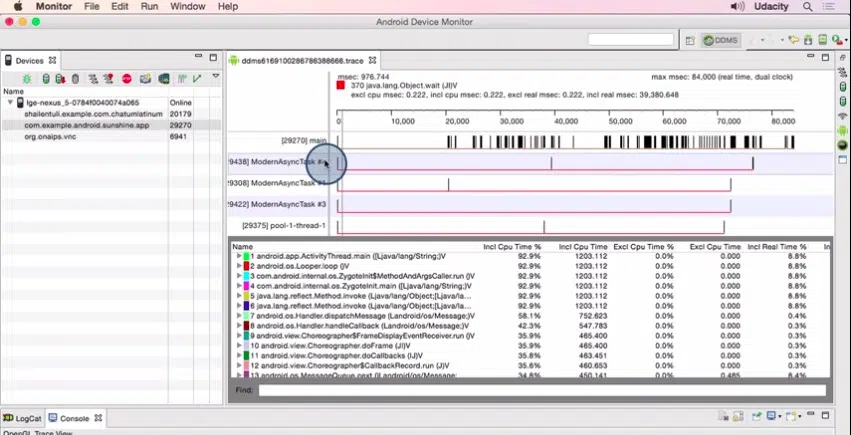 Monitor File Edit Run Window Help Udacity
Android Device Monitor
DDMS
Devices
ddms6169100286786388666.trace
Name
lge-nexus_5-0784f0040074a065 Online
shailentuli.example.com.chatumlatinum 20179
com.example.android.sunshine.app 29270
org.onaips.vnc 6941
msec: 976.744 max msec: 84,000 (real time, dual clock)
370 java.lang.Object.wait (JI)V
excl cpu msec: 0.222, incl cpu msec: 0.222, excl real msec: 0.222, incl real msec: 39,380.648
0 10,000 20,000 30,000 40,000 50,000 60,000 70,000 80,000
[29270] main
29438] ModernAsyncTask
29308] ModernAsyncTask
29422] ModernAsyncTask #3
[29375] pool-1-thread-1
Name Incl Cpu Time % Incl Cpu Time Excl Cpu Time % Excl Cpu Time Incl Real Time % In
1 android.app.ActivityThread.main ([Ljava/lang/String;)V 92.9% 1203.112 0.0% 0.000 8.8%
2 android.os.Looper.loop ()V 92.9% 1203.112 0.0% 0.000 8.8%
3 com.android.internal.os.ZygoteInit$MethodAndArgsCaller.run ()V 92.9% 1203.112 0.0% 0.000 8.8%
4 com.android.internal.os.ZygoteInit.main ([Ljava/lang/String;)V 92.9% 1203.112 0.0% 0.000 8.8%
5 java.lang.reflect.Method.invoke (Ljava/lang/Object;[Ljava/la... 92.9% 1203.112 0.0% 0.000 8.8%
6 java.lang.reflect.Method.invoke (Ljava/lang/Object;[Ljava/la... 92.9% 1203.112 0.0% 0.000 8.8%
7 android.os.Handler.dispatchMessage (Landroid/os/Message;)V 58.1% 752.623 0.0% 0.000 0.4%
8 android.os.Handler.handleCallback (Landroid/os/Message;)V 42.3% 547.783 0.0% 0.000 0.3%
9 android.view.Choreographer$FrameDisplayEventReceiver.run ()V 35.9% 465.400 0.0% 0.000 0.2%
10 android.view.Choreographer.doFrame (JI)V 35.9% 465.400 0.0% 0.000 0.2%
11 android.view.Choreographer.doCallbacks (IJ)V 35.8% 463.451 0.0% 0.000 0.2%
12 android.view.Choreographer$CallbackRecord.run (J)V 35.6% 460.653 0.0% 0.000 0.2%
13 android.os.MessageQueue.next ()Landroid/os/Message; 34.8% 450.141 0.0% 0.485 8.4%
Find:
LogCat Console
OpenGL Trace View